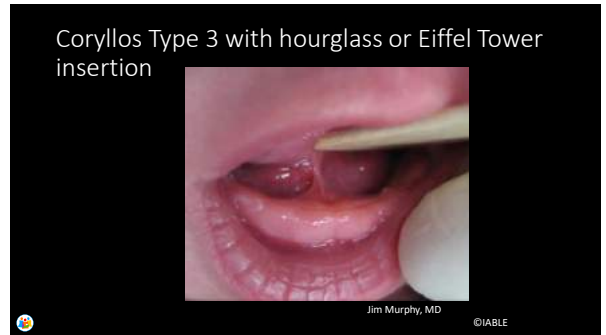 Coryllos Type 3 with hourglass or Eiffel Tower
insertion
Jim Murphy, MD
©IABLE